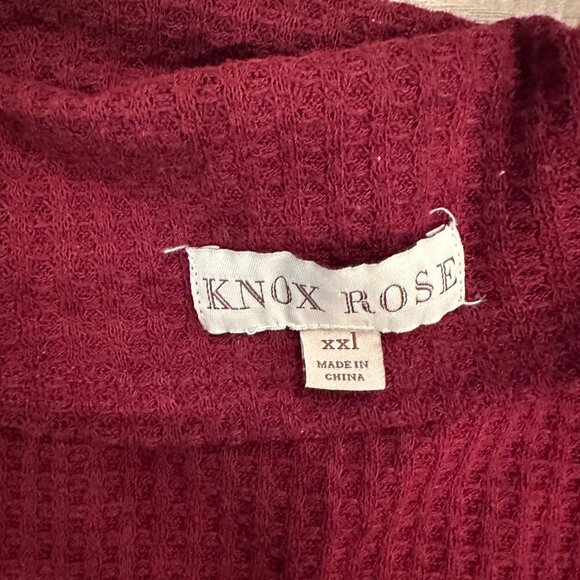 KNOX ROSE
xxl
MADE IN
CHINA